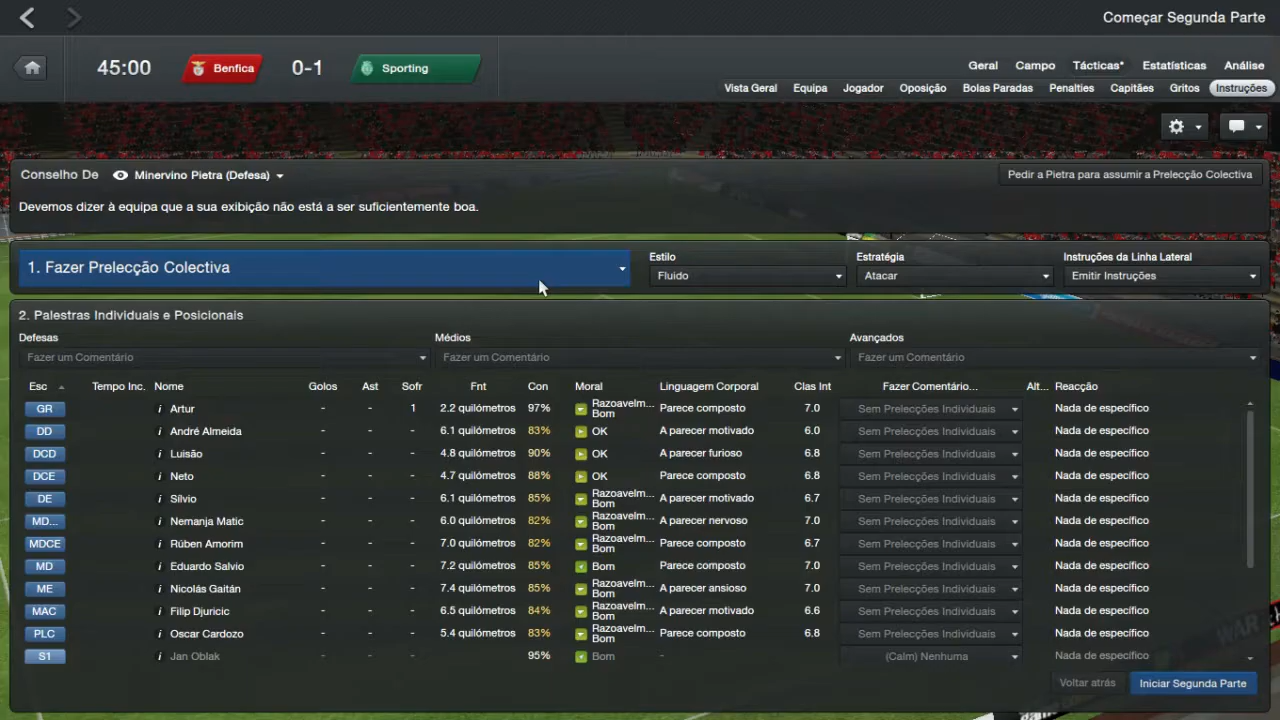 Começar Segunda Parte
45:00 Benfica 0-1 Sporting
Geral Campo Tácticas* Estatísticas Análise
Vista Geral Equipa Jogador Oposição Bolas Paradas Penalties Capitães Gritos Instruções
Conselho De Minervino Pietra (Defesa) Pedir a Pietra para assumir a Prelecção Colectiva
Devemos dizer à equipa que a sua exibição não está a ser suficientemente boa.
Estilo Estratégia Instruções da Linha Lateral
1. Fazer Prelecção Colectiva Fluido Atacar Emitir Instruções
2. Palestras Individuais e Posicionais
Defesas Médios Avançados
Fazer um Comentário Fazer um Comentário Fazer um Comentário
Esc Tempo Inc. Nome Golos Ast Sofr Fnt Con Moral Linguagem Corporal Clas Int Fazer Comentário... Alt... Reacção
GR i Artur - - 1 2.2 quilómetros 97% Razoavelm... Bom Parece composto 7.0 Sem Prelecções Individuais Nada de específico
DD i André Almeida - - - 6.1 quilómetros 83% OK A parecer motivado 6.0 Sem Prelecções Individuais Nada de específico
DCD i Luisão - - - 4.8 quilómetros 90% OK A parecer furioso 6.8 Sem Prelecções Individuais Nada de específico
DCE i Neto - - - 4.7 quilómetros 88% OK Parece composto 6.8 Sem Prelecções Individuais Nada de específico
DE i Sílvio - - - 6.1 quilómetros 85% Razoavelm... Bom A parecer motivado 6.7 Sem Prelecções Individuais Nada de específico
MD... i Nemanja Matic - - - 6.0 quilómetros 82% Razoavelm... Bom A parecer nervoso 7.0 Sem Prelecções Individuais Nada de específico
MDCE i Rúben Amorim - - - 7.0 quilómetros 82% Razoavelm... Bom Parece composto 6.7 Sem Prelecções Individuais Nada de específico
MD i Eduardo Salvio - - - 7.2 quilómetros 85% Bom Parece composto 7.0 Sem Prelecções Individuais Nada de específico
ME i Nicolás Gaitán - - - 7.4 quilómetros 85% Razoavelm... Bom A parecer ansioso 7.0 Sem Prelecções Individuais Nada de específico
MAC i Filip Djuricic - - - 6.5 quilómetros 84% Razoavelm... Bom A parecer motivado 6.6 Sem Prelecções Individuais Nada de específico
PLC i Oscar Cardozo - - - 5.4 quilómetros 83% Razoavelm... Bom Parece composto 6.8 Sem Prelecções Individuais Nada de específico
S1 i Jan Oblak - - - 95% Bom - (Calm) Nenhuma Nada de específico
Voltar atrás Iniciar Segunda Parte